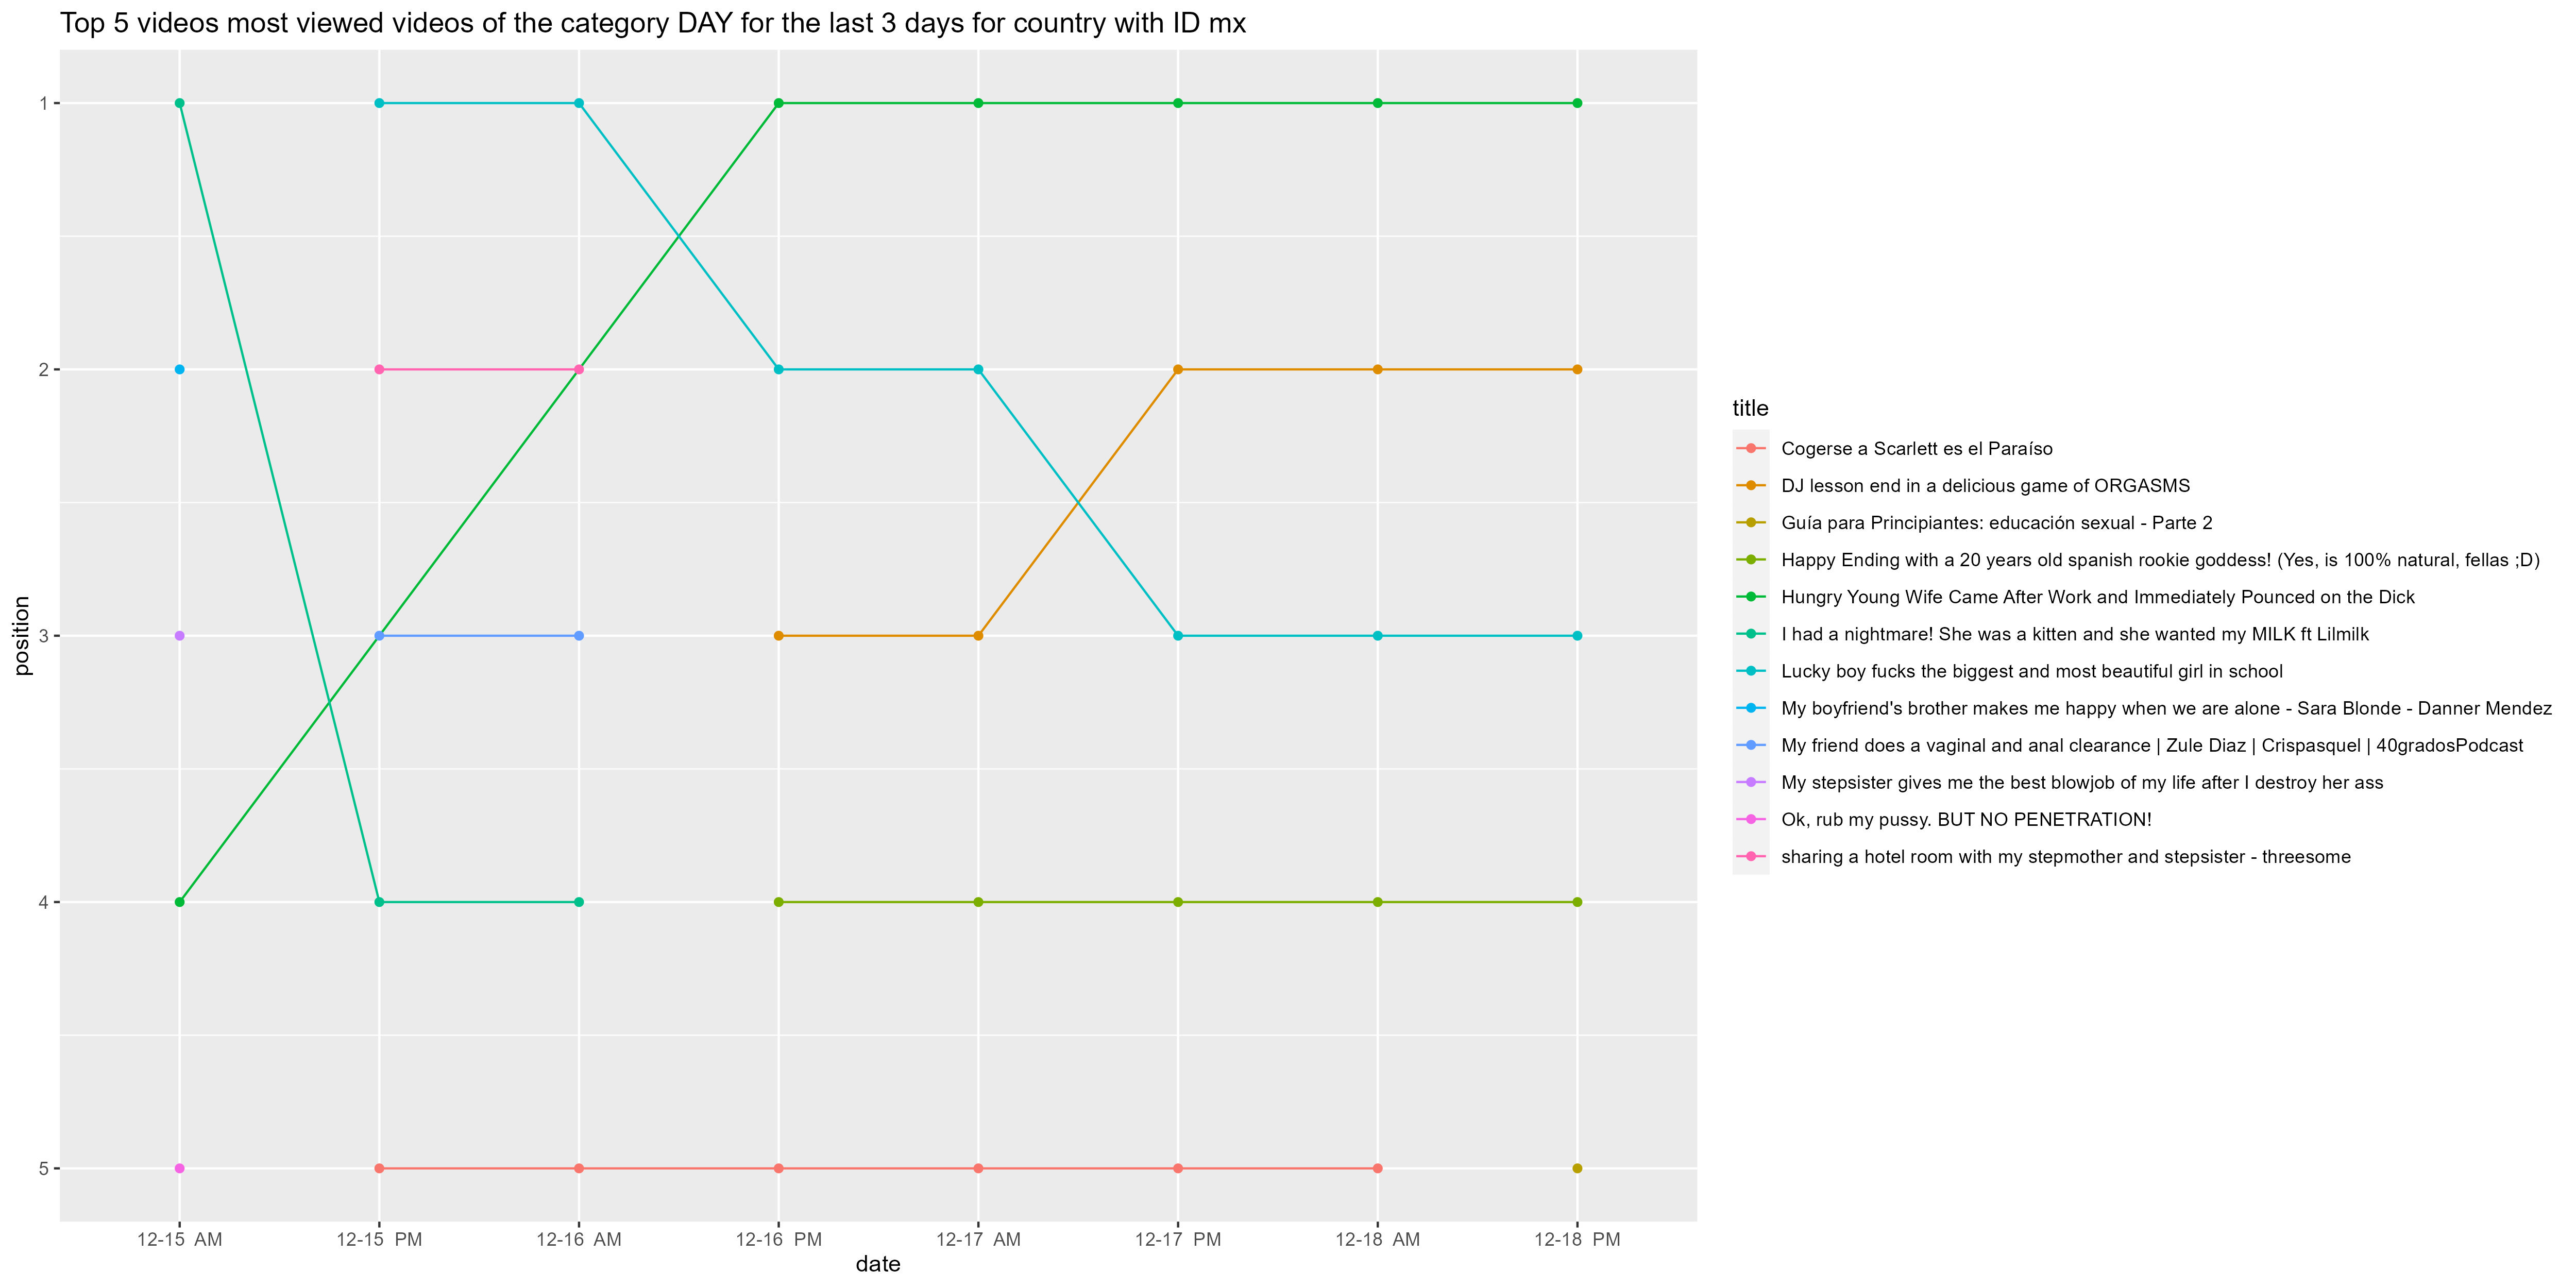 Top 5 videos most viewed videos of the category DAY for the last 3 days for country with ID mx
position
1
2
3
4
5
12-15 AM
12-15 PM
12-16 AM
12-16 PM
12-17 AM
12-17 PM
12-18 AM
12-18 PM
date
title
Cogerse a Scarlett es el Paraíso
DJ lesson end in a delicious game of ORGASMS
Guía para Principiantes: educación sexual - Parte 2
Happy Ending with a 20 years old spanish rookie goddess! (Yes, is 100% natural, fellas ;D)
Hungry Young Wife Came After Work and Immediately Pounced on the Dick
I had a nightmare! She was a kitten and she wanted my MILK ft Lilmilk
Lucky boy fucks the biggest and most beautiful girl in school
My boyfriend's brother makes me happy when we are alone - Sara Blonde - Danner Mendez
My friend does a vaginal and anal clearance | Zule Diaz | Crispasquel | 40gradosPodcast
My stepsister gives me the best blowjob of my life after I destroy her ass
Ok, rub my pussy. BUT NO PENETRATION!
sharing a hotel room with my stepmother and stepsister - threesome